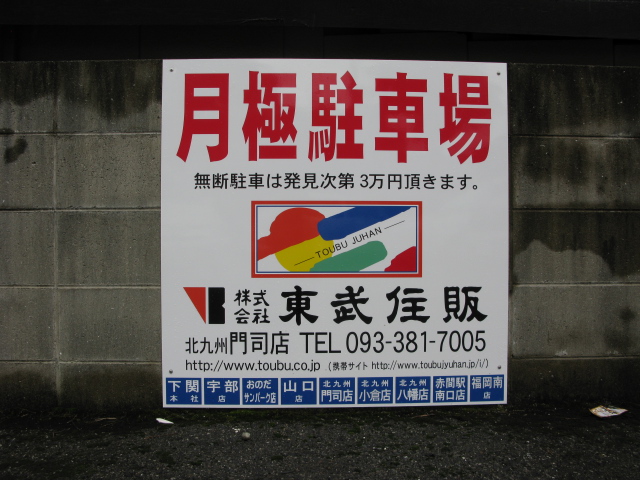 月極駐車場
無断駐車は発見次第3万円頂きます。
TOUBU JUHAN
株式会社 東武住販
北九州門司店 TEL 093-381-7005
http://www.toubu.co.jp (携帯サイト http://www.toubujyuhan.jp/i/)
下関本社 宇部店 おのだサンパーク店 山口店 北九州門司店 北九州小倉店 北九州八幡店 赤間駅南口店 福岡南店